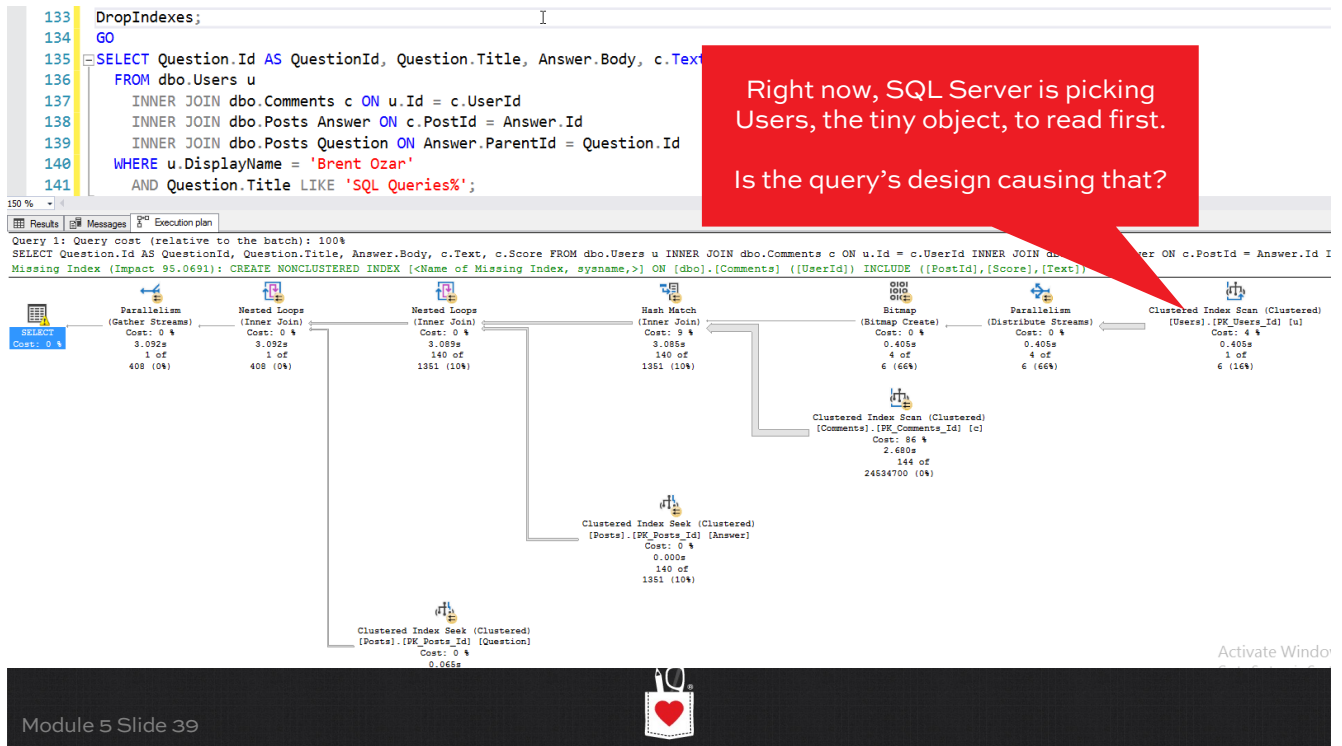 133 DropIndexes;
134 GO
135 SELECT Question.Id AS QuestionId, Question.Title, Answer.Body, c.Text
136 FROM dbo.Users u
137 INNER JOIN dbo.Comments c ON u.Id = c.UserId
138 INNER JOIN dbo.Posts Answer ON c.PostId = Answer.Id
139 INNER JOIN dbo.Posts Question ON Answer.ParentId = Question.Id
140 WHERE u.DisplayName = 'Brent Ozar'
141 AND Question.Title LIKE 'SQL Queries%';
Right now, SQL Server is picking
Users, the tiny object, to read first.
Is the query's design causing that?
150 %
Results Messages Execution plan
Query 1: Query cost (relative to the batch): 100%
SELECT Question.Id AS QuestionId, Question.Title, Answer.Body, c.Text, c.Score FROM dbo.Users u INNER JOIN dbo.Comments c ON u.Id = c.UserId INNER JOIN ON c.PostId = Answer.Id
Missing Index (Impact 95.0691): CREATE NONCLUSTERED INDEX [<Name of Missing Index, sysname,>] ON [dbo].[Comments] ([UserId]) INCLUDE ([PostId],[Score],[Text])
SELECT
Cost: 0 %
Parallelism
(Gather Streams)
Cost: 0 %
3.092s
1 of
408 (0%)
Nested Loops
(Inner Join)
Cost: 0 %
3.092s
1 of
408 (0%)
Nested Loops
(Inner Join)
Cost: 0 %
3.089s
140 of
1351 (10%)
Hash Match
(Inner Join)
Cost: 9 %
3.085s
140 of
1351 (10%)
Bitmap
(Bitmap Create)
Cost: 0 %
0.405s
4 of
6 (66%)
Parallelism
(Distribute Streams)
Cost: 0 %
0.405s
4 of
6 (66%)
Clustered Index Scan (Clustered)
[Users].[PK_Users_Id] [u]
Cost: 4 %
0.405s
1 of
6 (16%)
Clustered Index Scan (Clustered)
[Comments].[PK_Comments_Id] [c]
Cost: 86 %
2.680s
144 of
24534700 (0%)
Clustered Index Seek (Clustered)
[Posts].[PK_Posts_Id] [Answer]
Cost: 0 %
0.000s
140 of
1351 (10%)
Clustered Index Seek (Clustered)
[Posts].[PK_Posts_Id] [Question]
Cost: 0 %
0.065s
Activate Window
Module 5 Slide 39